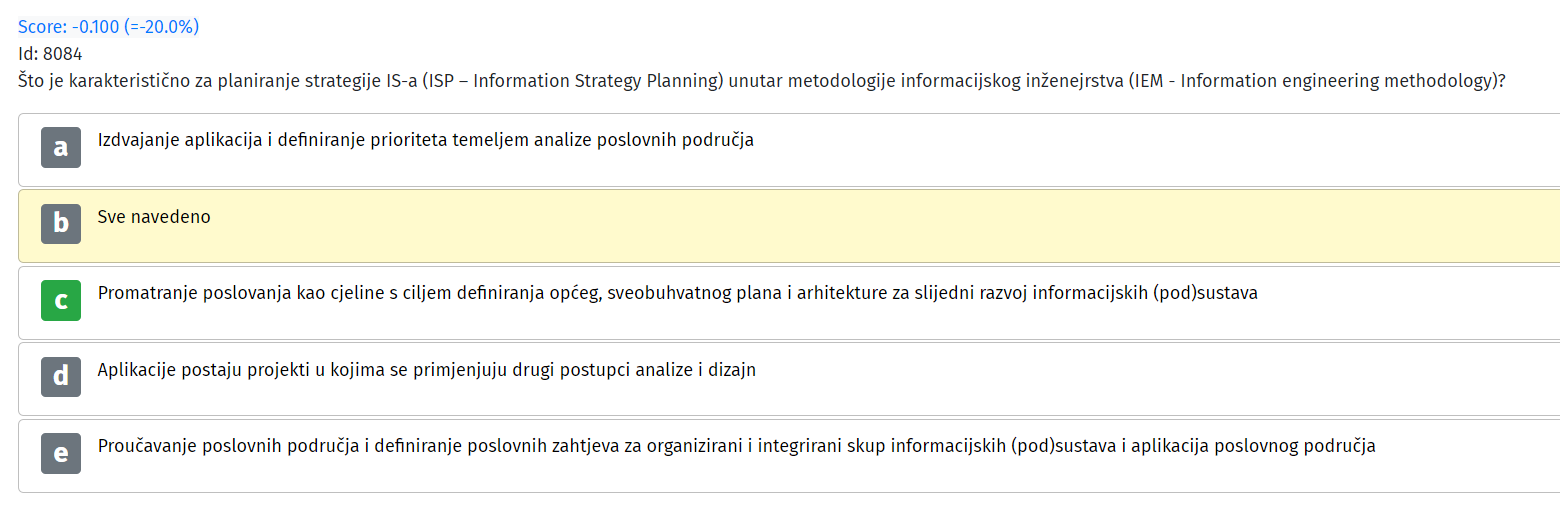 Score: -0.100 (=-20.0%)
Id: 8084
Što je karakteristično za planiranje strategije IS-a (ISP – Information Strategy Planning) unutar metodologije informacijskog inženejrstva (IEM - Information engineering methodology)?
a Izdvajanje aplikacija i definiranje prioriteta temeljem analize poslovnih područja
b Sve navedeno
c Promatranje poslovanja kao cjeline s ciljem definiranja općeg, sveobuhvatnog plana i arhitekture za slijedni razvoj informacijskih (pod)sustava
d Aplikacije postaju projekti u kojima se primjenjuju drugi postupci analize i dizajn
e Proučavanje poslovnih područja i definiranje poslovnih zahtjeva za organizirani i integrirani skup informacijskih (pod)sustava i aplikacija poslovnog područja